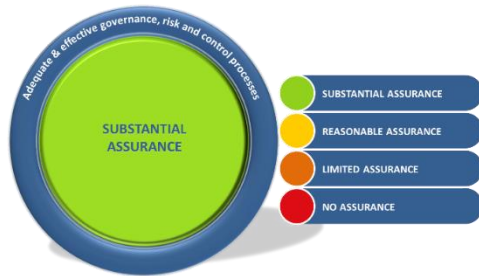 Adequate & effective governance, risk and control processes
SUBSTANTIAL
ASSURANCE
SUBSTANTIAL ASSURANCE
REASONABLE ASSURANCE
LIMITED ASSURANCE
NO ASSURANCE